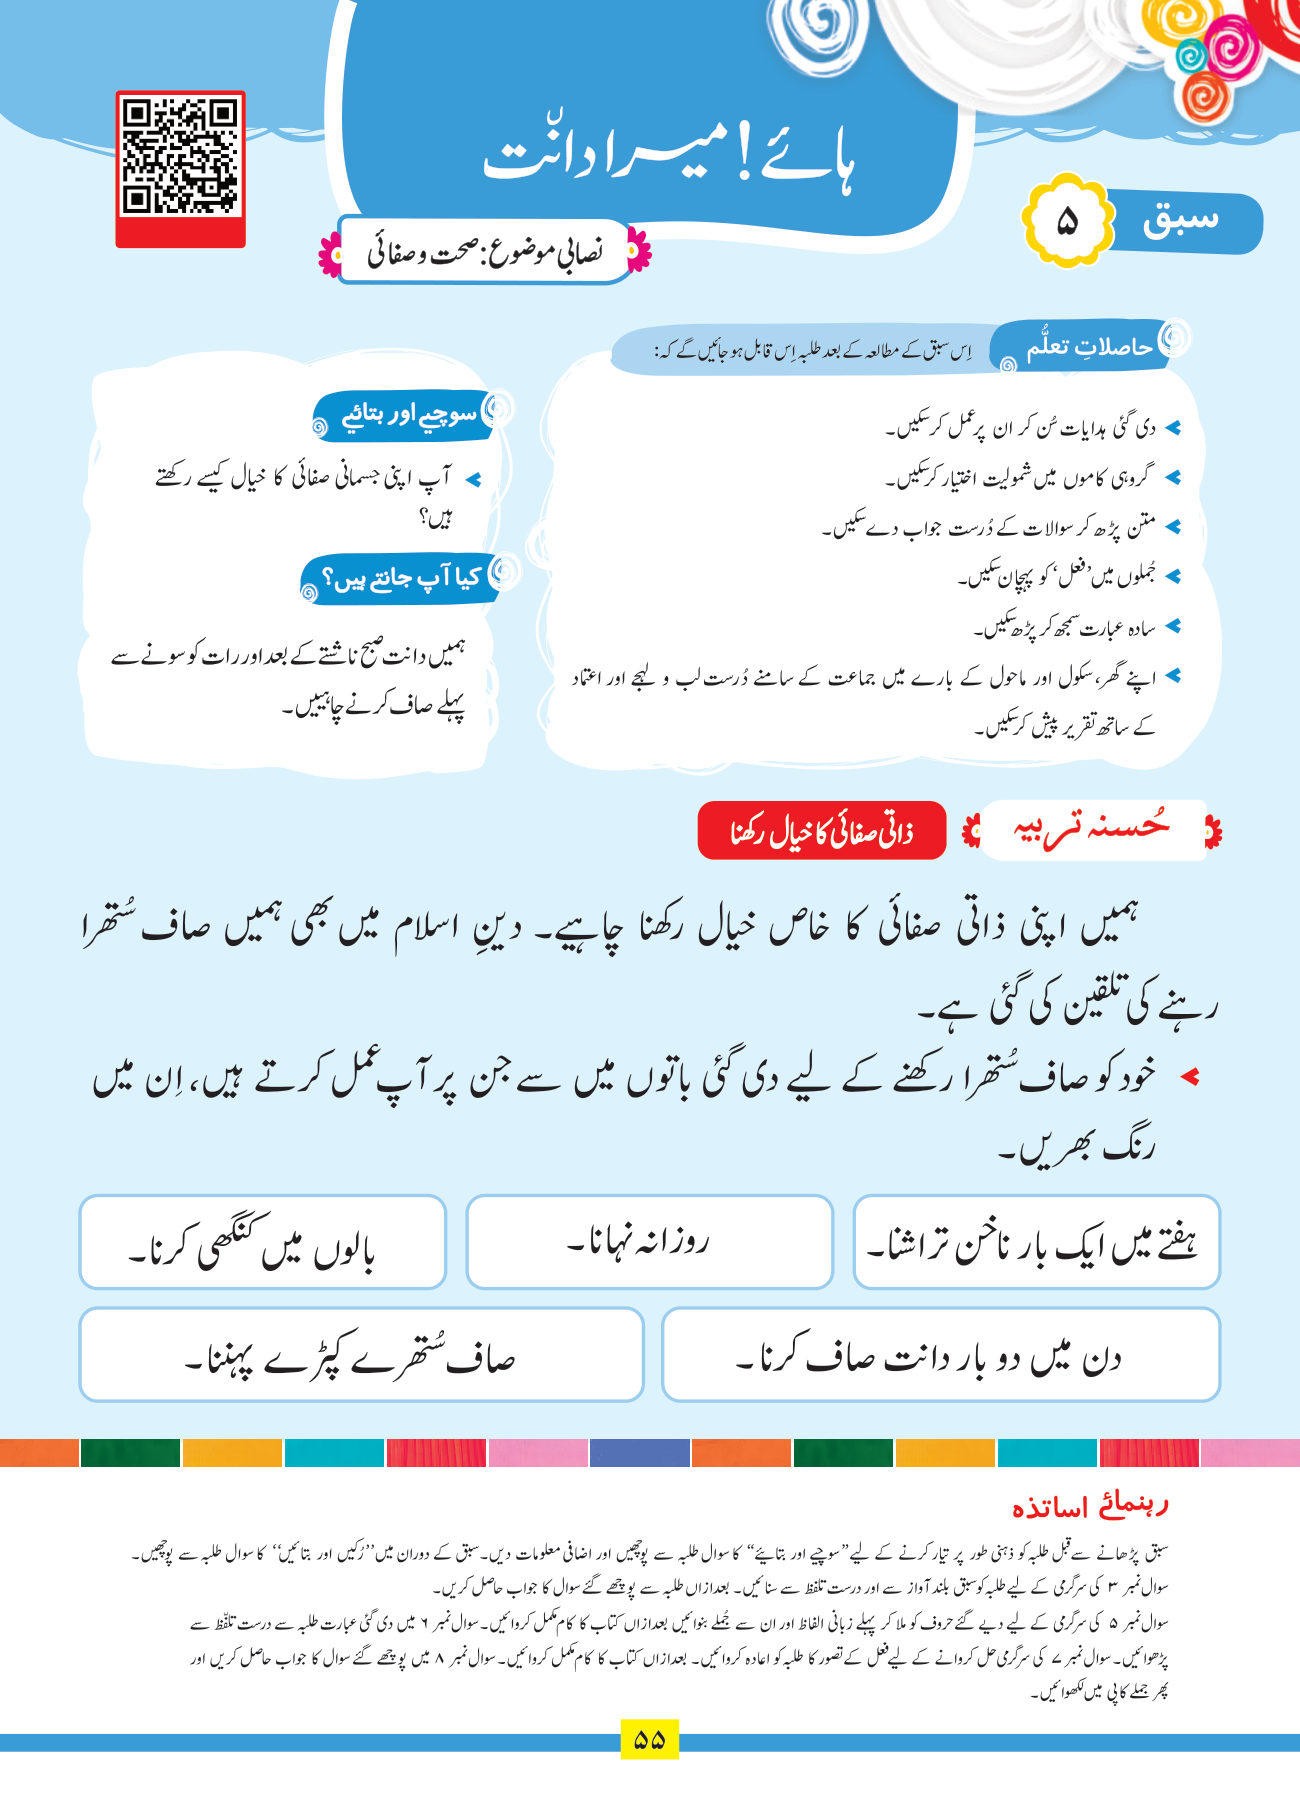 ہائے! میرا دانت
سبق ۵
نصابی موضوع: صحت و صفائی
حاصلاتِ تعلُّم
اِس سبق کے مطالعہ کے بعد طلبہ اِس قابل ہو جائیں گے کہ:
دی گئی ہدایات سُن کر ان پر عمل کر سکیں۔
گروہی کاموں میں شمولیت اختیار کر سکیں۔
متن پڑھ کر سوالات کے دُرست جواب دے سکیں۔
جُملوں میں ’فعل‘ کو پہچان سکیں۔
سادہ عبارت سمجھ کر پڑھ سکیں۔
اپنے گھر، سکول اور ماحول کے بارے میں جماعت کے سامنے دُرست لب و لہجے اور اعتماد
کے ساتھ تقریر پیش کر سکیں۔
سوچیے اور بتائیے
آپ اپنی جسمانی صفائی کا خیال کیسے رکھتے
ہیں؟
کیا آپ جانتے ہیں؟
ہمیں دانت صبح ناشتے کے بعد اور رات کو سونے سے
پہلے صاف کرنے چاہییں۔
حُسنہ تربیہ
ذاتی صفائی کا خیال رکھنا
ہمیں اپنی ذاتی صفائی کا خاص خیال رکھنا چاہیے۔ دینِ اسلام میں بھی ہمیں صاف سُتھرا
رہنے کی تلقین کی گئی ہے۔
خود کو صاف سُتھرا رکھنے کے لیے دی گئی باتوں میں سے جن پر آپ عمل کرتے ہیں، اِن میں
رنگ بھریں۔
ہفتے میں ایک بار ناخن تراشنا۔
روزانہ نہانا۔
بالوں میں کنگھی کرنا۔
دن میں دو بار دانت صاف کرنا۔
صاف سُتھرے کپڑے پہننا۔
رہنمائے اساتذہ
سبق پڑھانے سے قبل طلبہ کو ذہنی طور پر تیار کرنے کے لیے ”سوچیے اور بتائیے“ کا سوال طلبہ سے پوچھیں اور اضافی معلومات دیں۔ سبق کے دوران میں ’’رُکیں اور بتائیں‘‘ کا سوال طلبہ سے پوچھیں۔
سوال نمبر ۳ کی سرگرمی کے لیے طلبہ کو سبق بلند آواز سے اور درست تلفظ سے سنائیں۔ بعد ازاں طلبہ سے پوچھے گئے سوال کا جواب حاصل کریں۔
سوال نمبر ۵ کی سرگرمی کے لیے دیے گئے حروف کو ملا کر پہلے زبانی الفاظ اور ان سے جُملے بنوائیں بعد ازاں کتاب کا کام مکمل کروائیں۔ سوال نمبر ۶ میں دی گئی عبارت طلبہ سے درست تلفّظ سے
پڑھوائیں۔ سوال نمبر ۷ کی سرگرمی حل کروانے کے لیے فعل کے تصور کا طلبہ کو اعادہ کروائیں۔ بعد ازاں کتاب کا کام مکمل کروائیں۔ سوال نمبر ۸ میں پوچھے گئے سوال کا جواب حاصل کریں اور
پھر جملے کاپی میں لکھوائیں۔
۵۵